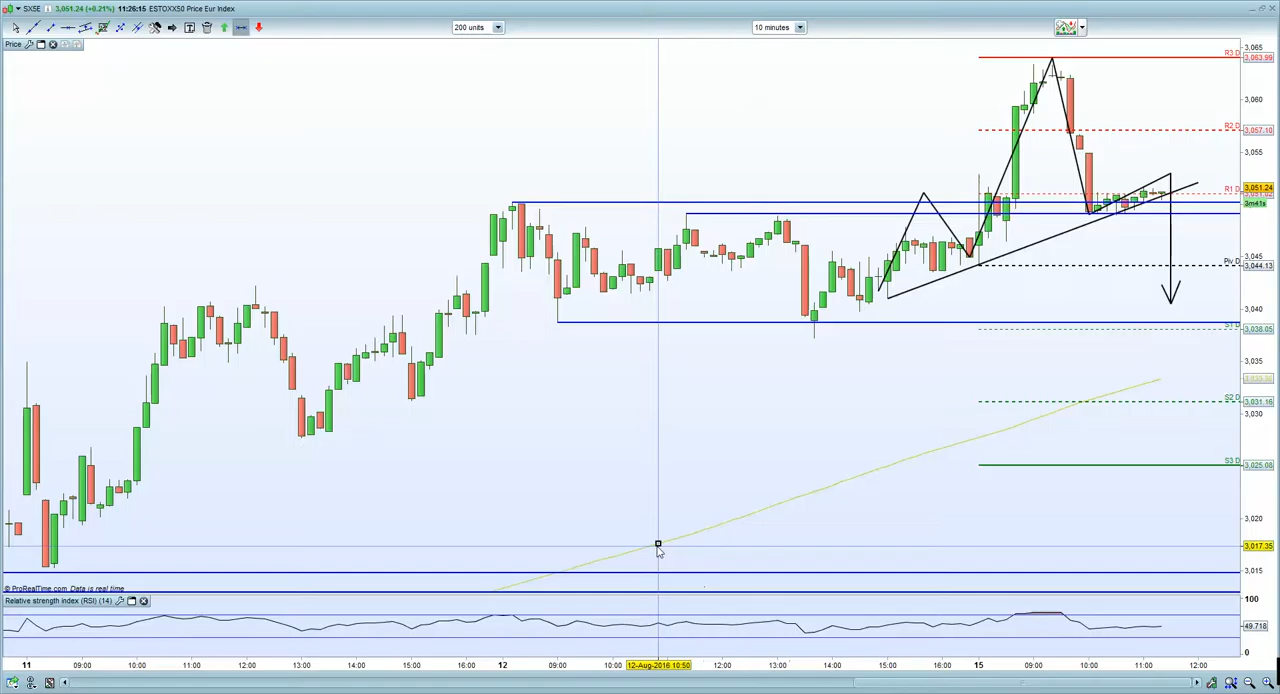 SX5E 3,051.24 (+0.21%) 11:26:15 ESTOXX50 Price Eur Index
200 units
10 minutes
Price
3,065
R3 D 3,063.99
3,060
R2 D 3,057.10
3,055
3,051.24
R1 D
3m41s
3,045
Piv D 3,044.13
3,040
S1 D 3,038.05
3,035
S2 D 3,031.16
3,030
S3 D 3,025.08
3,020
3,017.35
3,015
© ProRealTime.com Data is real time
Relative strength index (RSI) (14)
100
49.718
0
11 09:00 10:00 11:00 12:00 13:00 14:00 15:00 16:00 12 09:00 10:00 12-Aug-2016 10:50 12:00 13:00 14:00 15:00 16:00 15 09:00 10:00 11:00 12:00